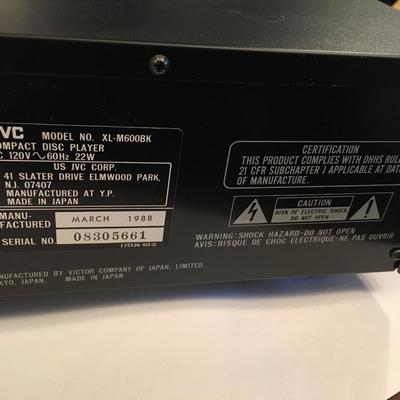 JVC MODEL NO. XL-M600BK
COMPACT DISC PLAYER
AC 120V∿60Hz 22W
US JVC CORP.
41 SLATER DRIVE ELMWOOD PARK,
N.J. 07407
MANUFACTURED AT Y.P.
MADE IN JAPAN
MANU-
FACTURED MARCH 1988
SERIAL NO. 08305661
MANUFACTURED BY VICTOR COMPANY OF JAPAN, LIMITED.
TOKYO, JAPAN. MADE IN JAPAN
CERTIFICATION
THIS PRODUCT COMPLIES WITH DHHS RULES
21 CFR SUBCHAPTER J APPLICABLE AT DATE
OF MANUFACTURE.
CAUTION
RISK OF ELECTRIC SHOCK
DO NOT OPEN
WARNING:SHOCK HAZARD-DO NOT OPEN
AVIS:RISQUE DE CHOC ELECTRIQUE-NE PAS OUVRIR